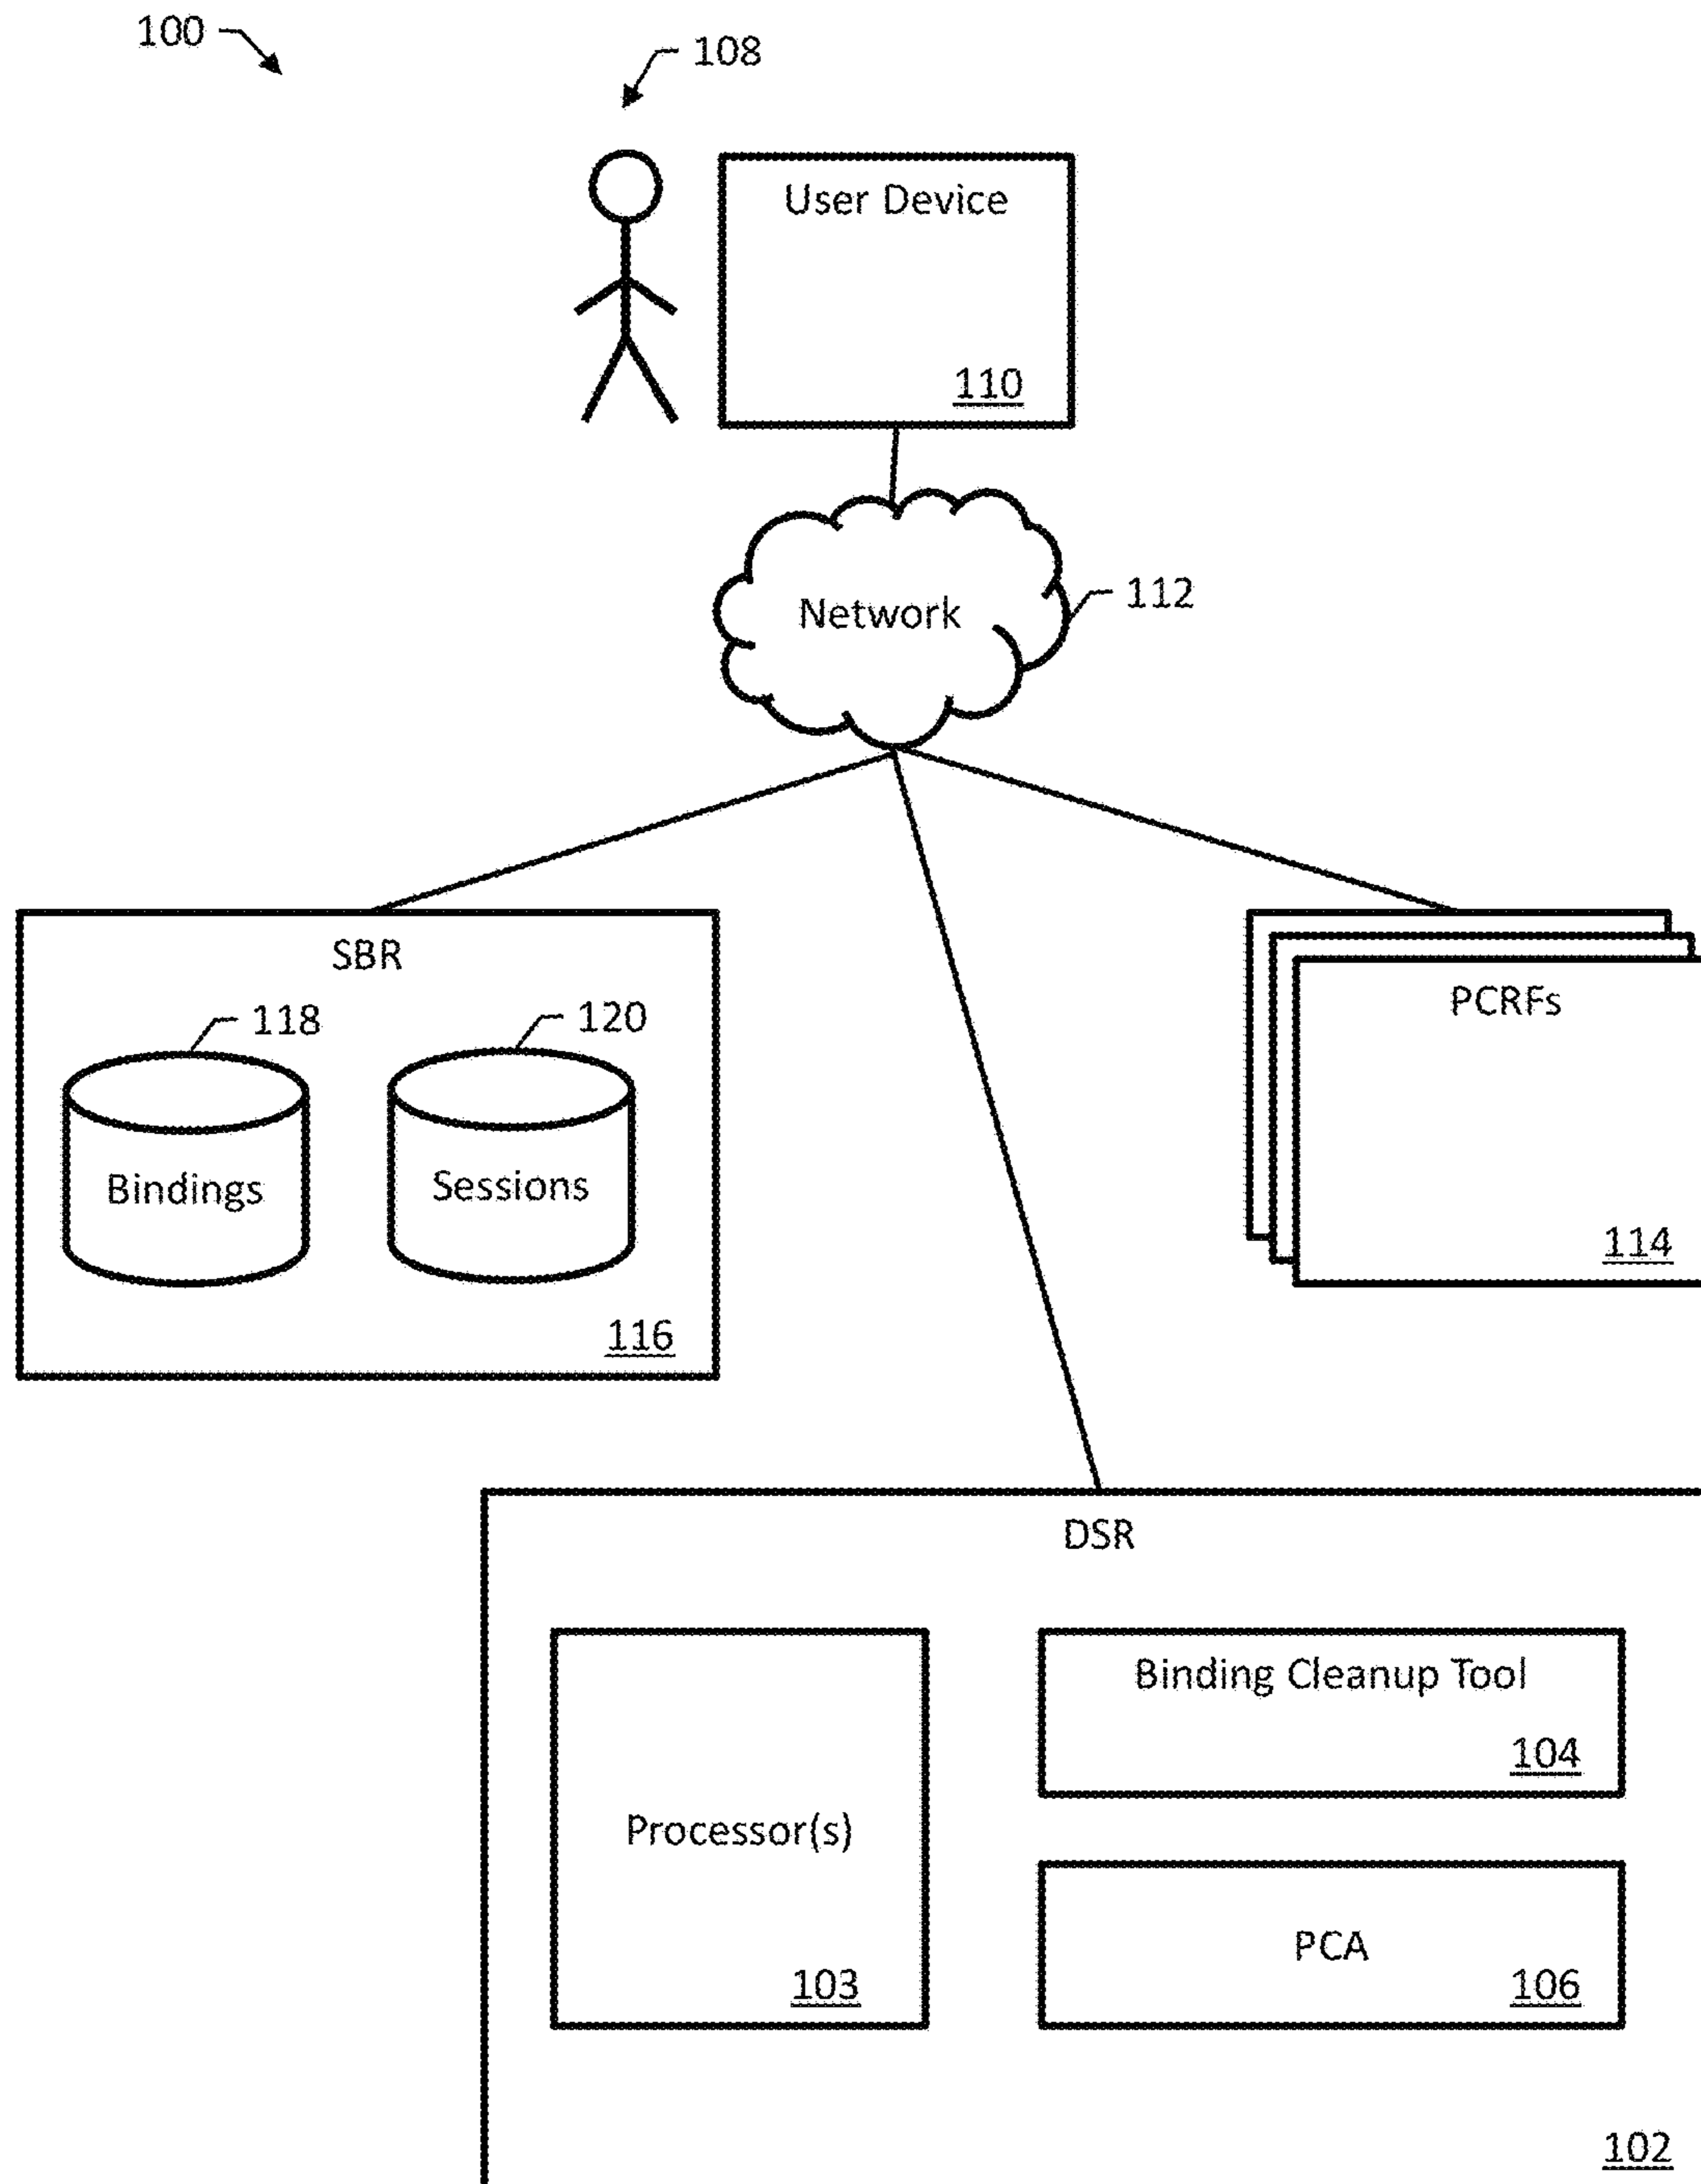 100
108
User Device
110
Network
112
SBR
118
120
Bindings
Sessions
116
PCRFs
114
DSR
Processor(s)
103
Binding Cleanup Tool
104
PCA
106
102